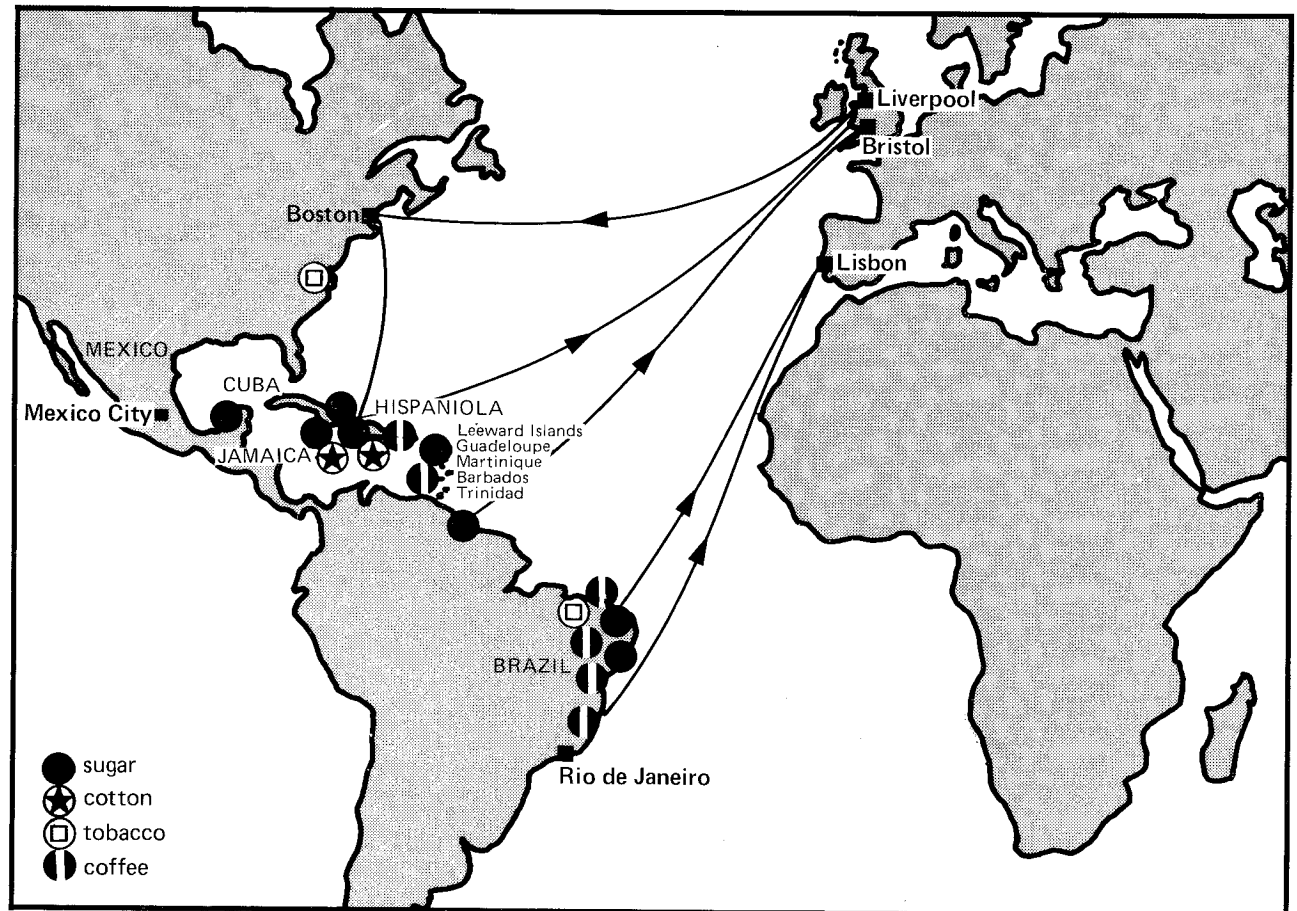 Liverpool
Bristol
Boston
Lisbon
MEXICO
CUBA
Mexico City
HISPANIOLA
Leeward Islands
Guadeloupe
JAMAICA
Martinique
Barbados
Trinidad
BRAZIL
Rio de Janeiro
sugar
cotton
tobacco
coffee